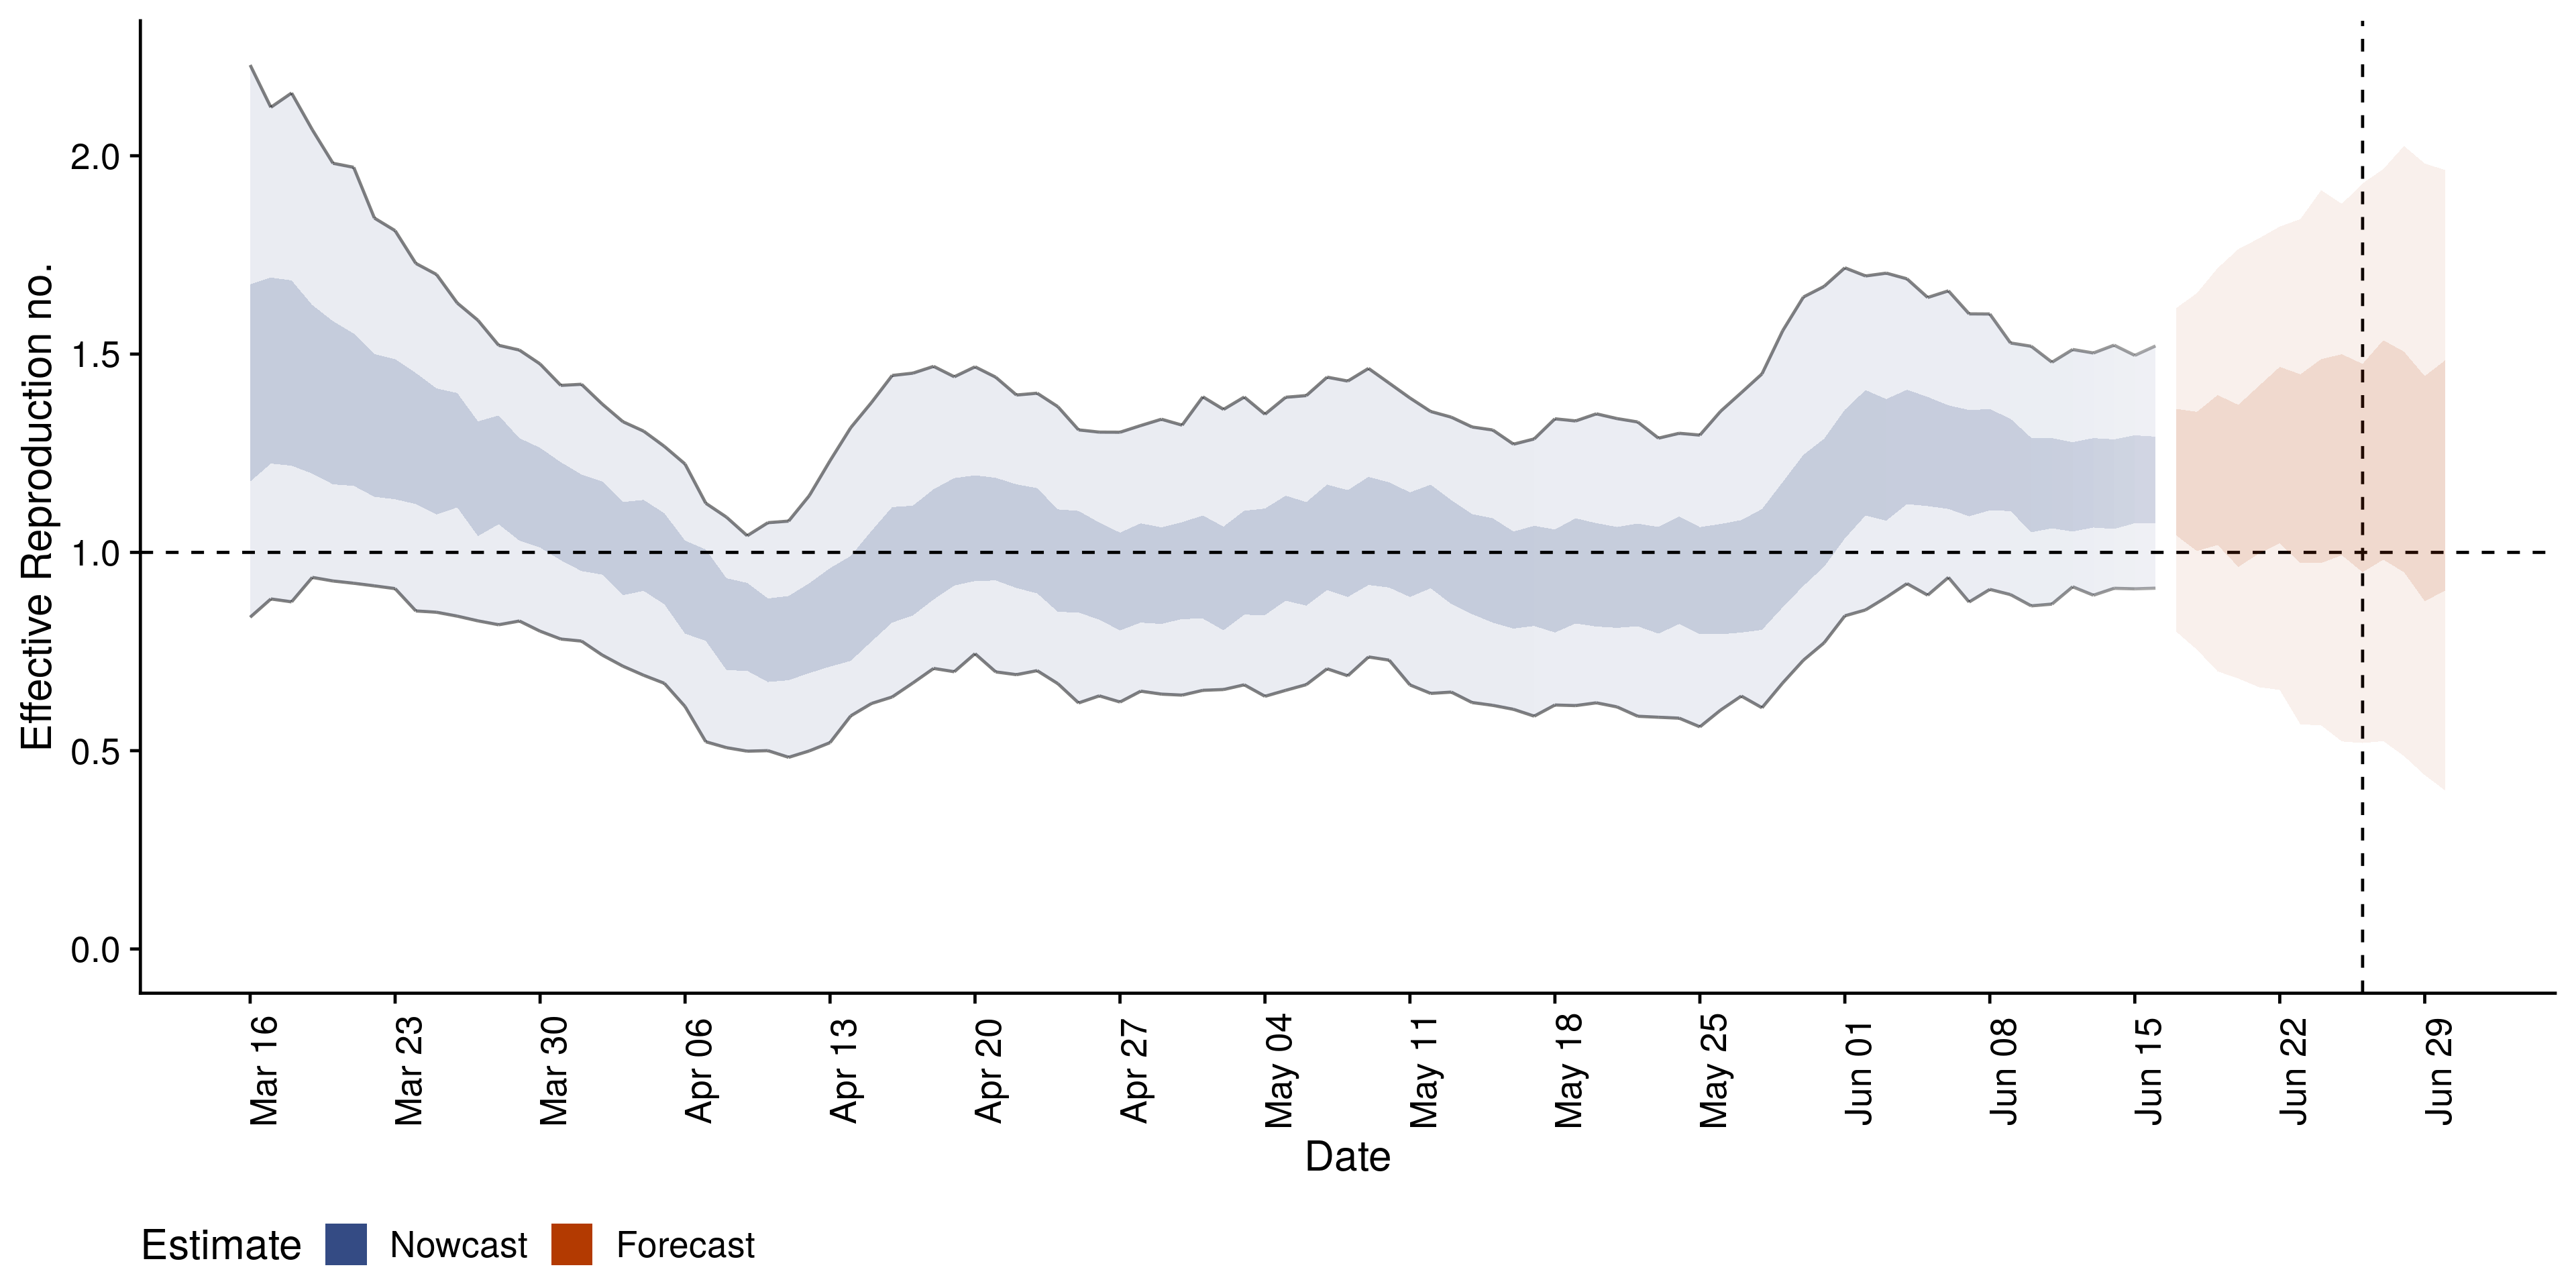 Effective Reproduction no.
2.0
1.5
1.0
0.5
0.0
Mar 16
Mar 23
Mar 30
Apr 06
Apr 13
Apr 20
Apr 27
May 04
May 11
May 18
May 25
Jun 01
Jun 08
Jun 15
Jun 22
Jun 29
Date
Estimate Nowcast Forecast